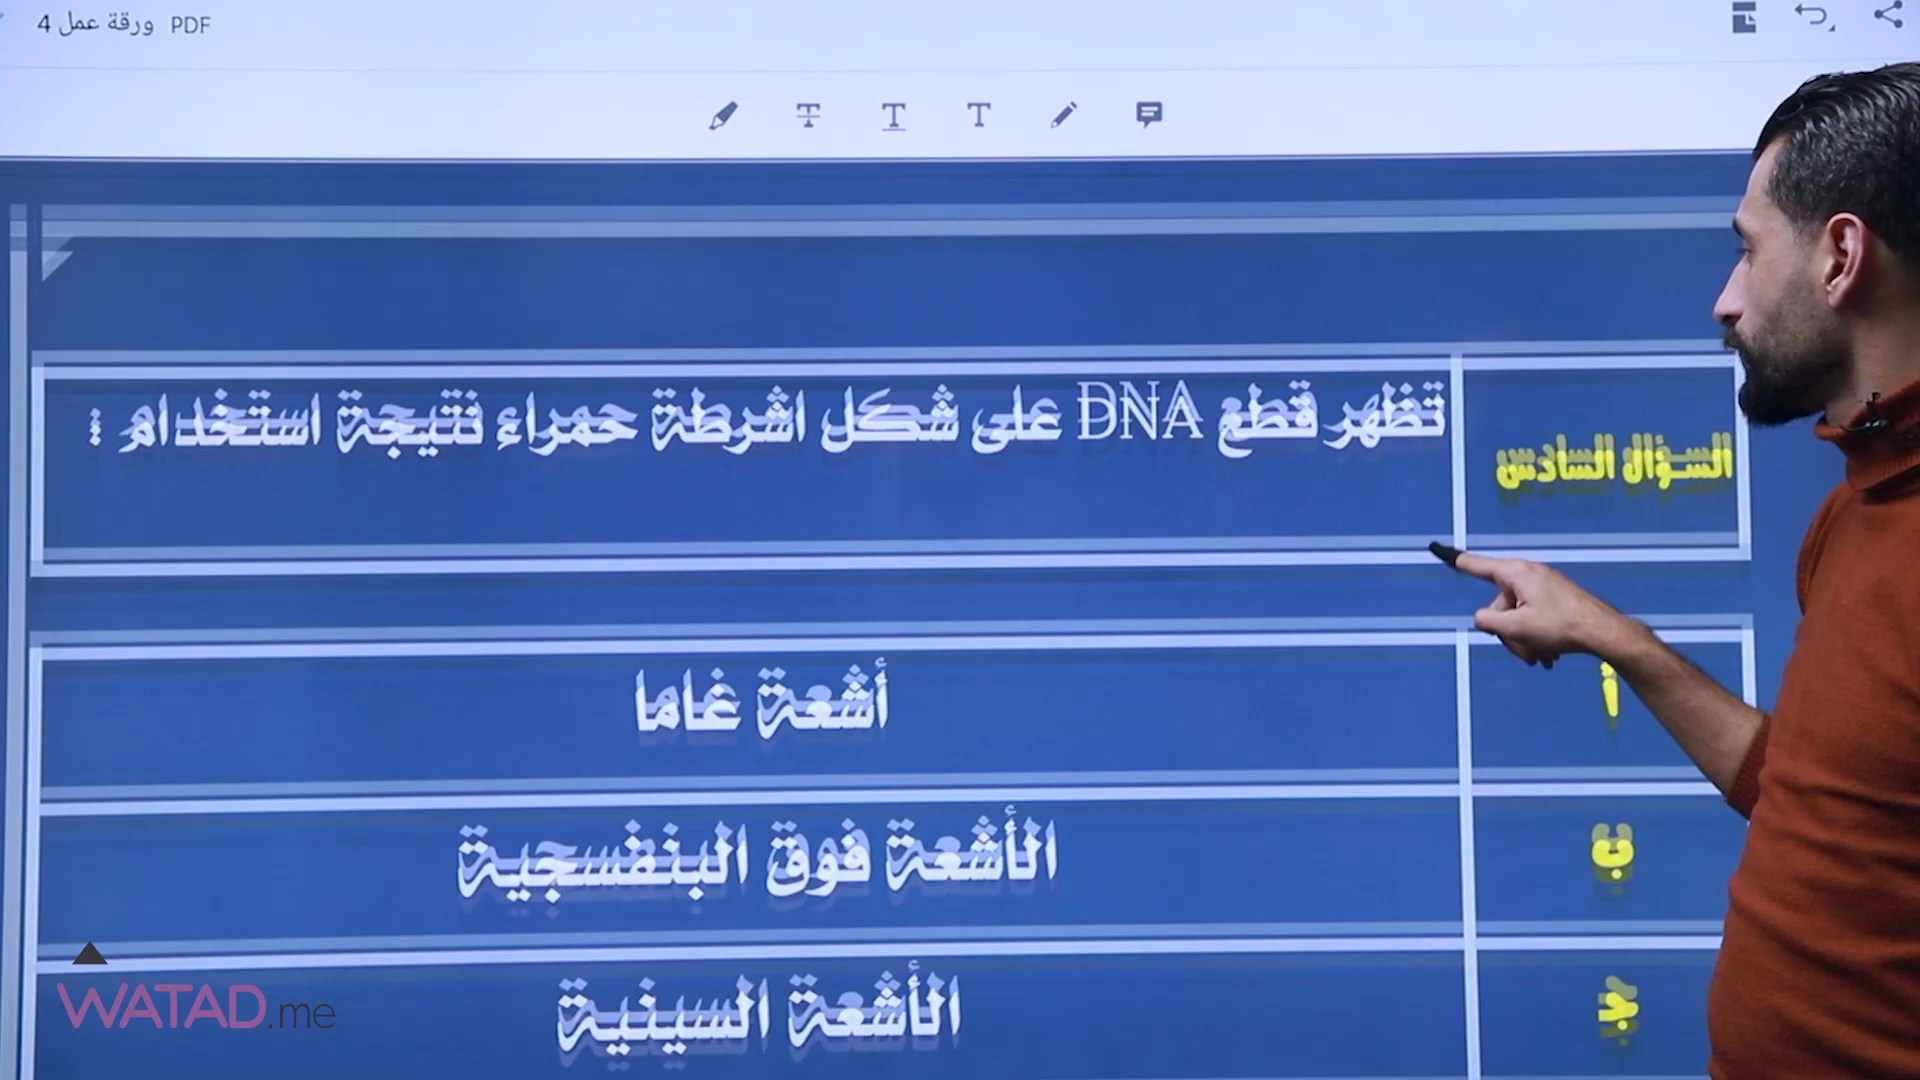 ورقة عمل 4 PDF
السؤال السادس
تظهر قطع DNA على شكل اشرطة حمراء نتيجة استخدام :
أ
أشعة غاما
ب
الأشعة فوق البنفسجية
ج
الأشعة السينية
WATAD.me